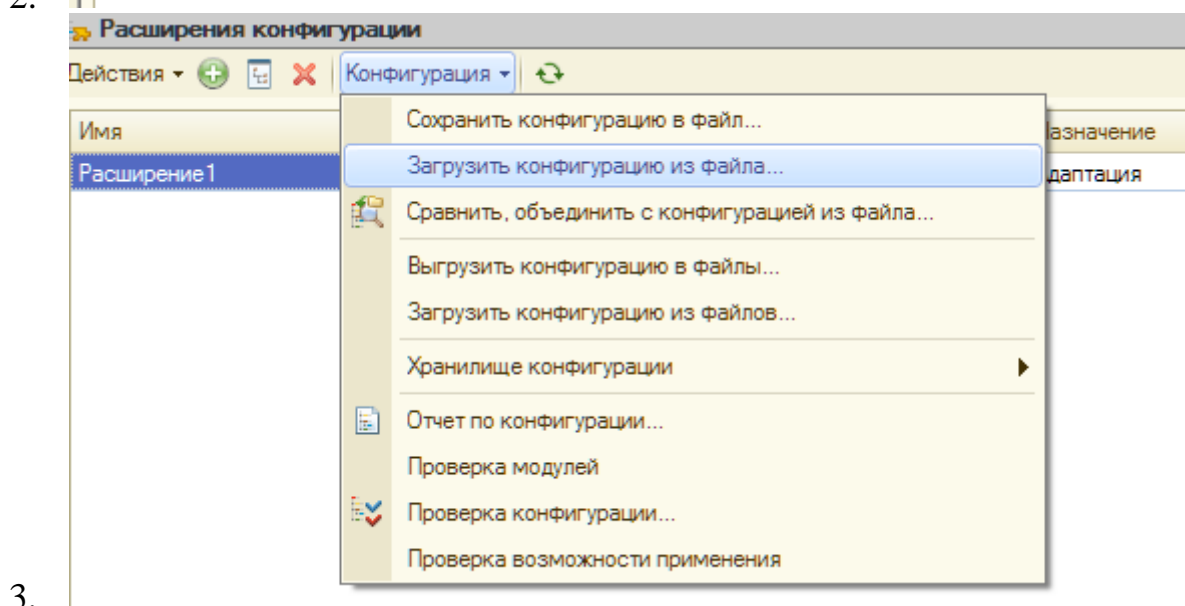 2.
Расширения конфигурации
Действия Конфигурация
Имя
Расширение1
Сохранить конфигурацию в файл...
Загрузить конфигурацию из файла...
Сравнить, объединить с конфигурацией из файла...
Выгрузить конфигурацию в файлы...
Загрузить конфигурацию из файлов...
Хранилище конфигурации
Отчет по конфигурации...
Проверка модулей
Проверка конфигурации...
Проверка возможности применения
азначение
даптация
3.